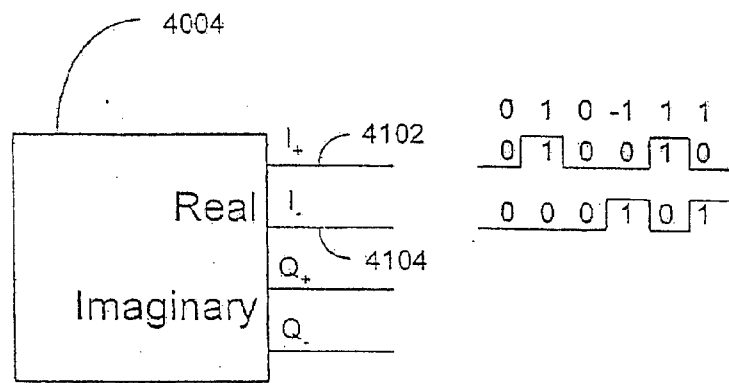 4004
0 1 0 -1 1 1
I+ 4102 0 1 0 0 1 0
Real I- 0 0 0 1 0 1
4104
Q+
Imaginary
Q-